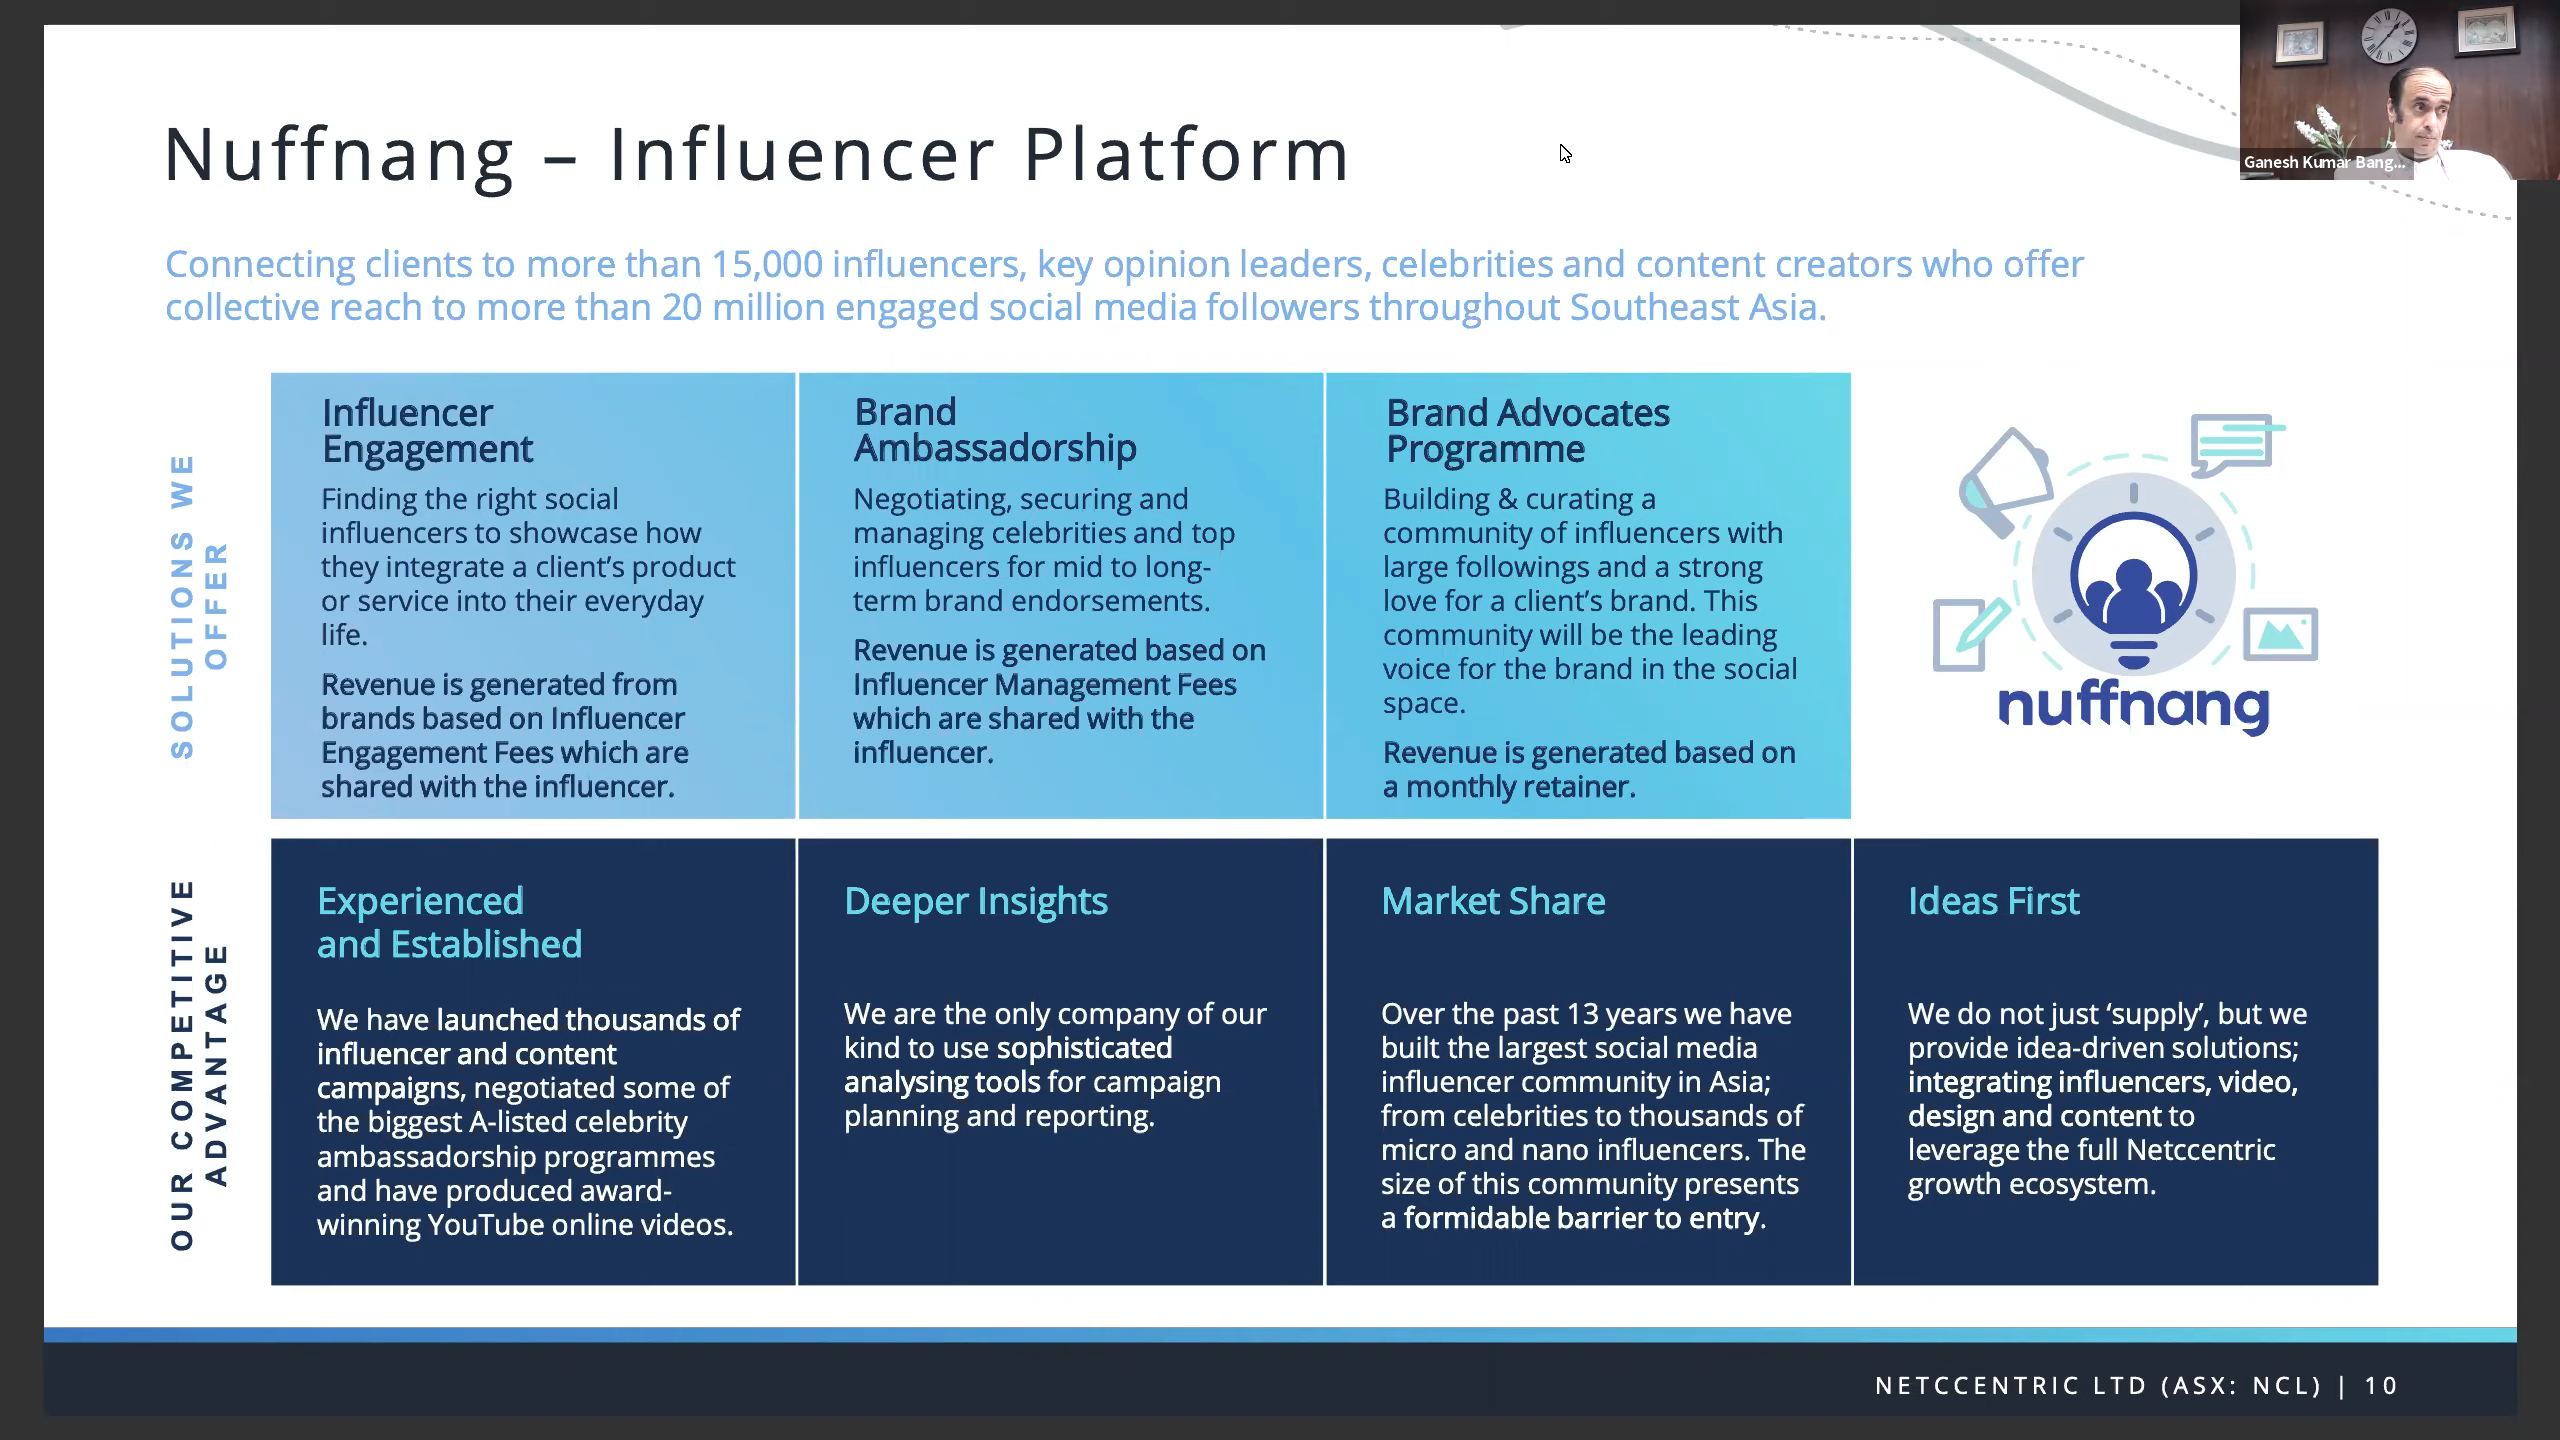 Nuffnang – Influencer Platform
Ganesh Kumar Bang...
Connecting clients to more than 15,000 influencers, key opinion leaders, celebrities and content creators who offer
collective reach to more than 20 million engaged social media followers throughout Southeast Asia.
SOLUTIONS WE
OFFER
Influencer
Engagement
Finding the right social
influencers to showcase how
they integrate a client’s product
or service into their everyday
life.
Revenue is generated from
brands based on Influencer
Engagement Fees which are
shared with the influencer.
Brand
Ambassadorship
Negotiating, securing and
managing celebrities and top
influencers for mid to long-
term brand endorsements.
Revenue is generated based on
Influencer Management Fees
which are shared with the
influencer.
Brand Advocates
Programme
Building & curating a
community of influencers with
large followings and a strong
love for a client’s brand. This
community will be the leading
voice for the brand in the social
space.
Revenue is generated based on
a monthly retainer.
nuffnang
OUR COMPETITIVE
ADVANTAGE
Experienced
and Established
We have launched thousands of
influencer and content
campaigns, negotiated some of
the biggest A-listed celebrity
ambassadorship programmes
and have produced award-
winning YouTube online videos.
Deeper Insights
We are the only company of our
kind to use sophisticated
analysing tools for campaign
planning and reporting.
Market Share
Over the past 13 years we have
built the largest social media
influencer community in Asia;
from celebrities to thousands of
micro and nano influencers. The
size of this community presents
a formidable barrier to entry.
Ideas First
We do not just ‘supply’, but we
provide idea-driven solutions;
integrating influencers, video,
design and content to
leverage the full Netccentric
growth ecosystem.
NETCCENTRIC LTD (ASX: NCL) | 10